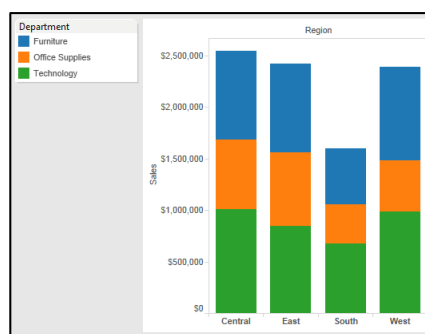 Department
Furniture
Office Supplies
Technology
Region
Sales
$2,500,000
$2,000,000
$1,500,000
$1,000,000
$500,000
$0
Central East South West